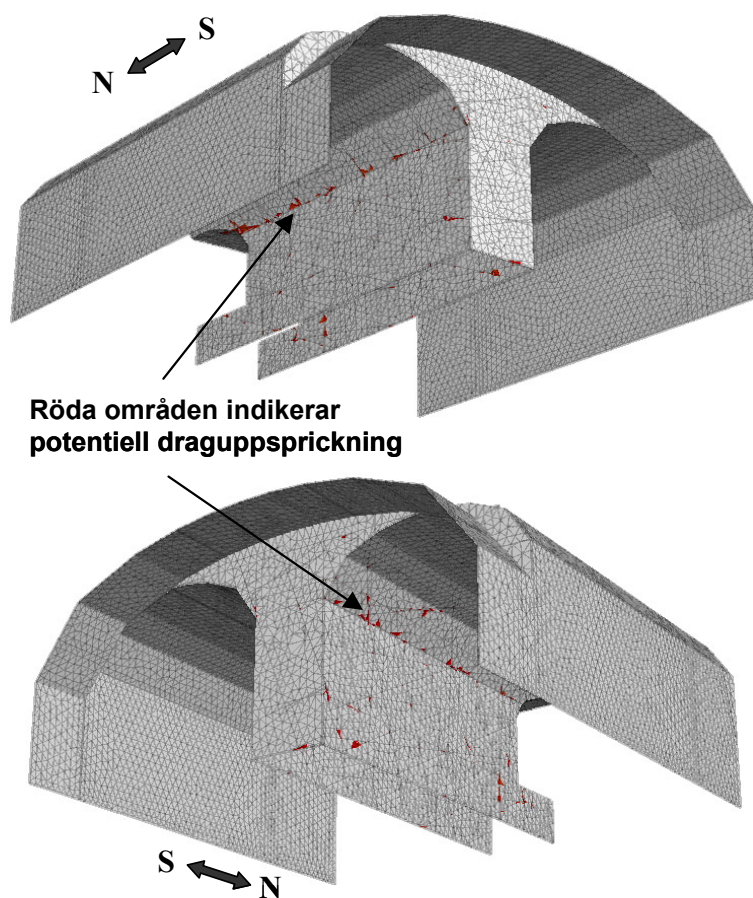 S
N
Röda områden indikerar
potentiell draguppsprickning
S
N